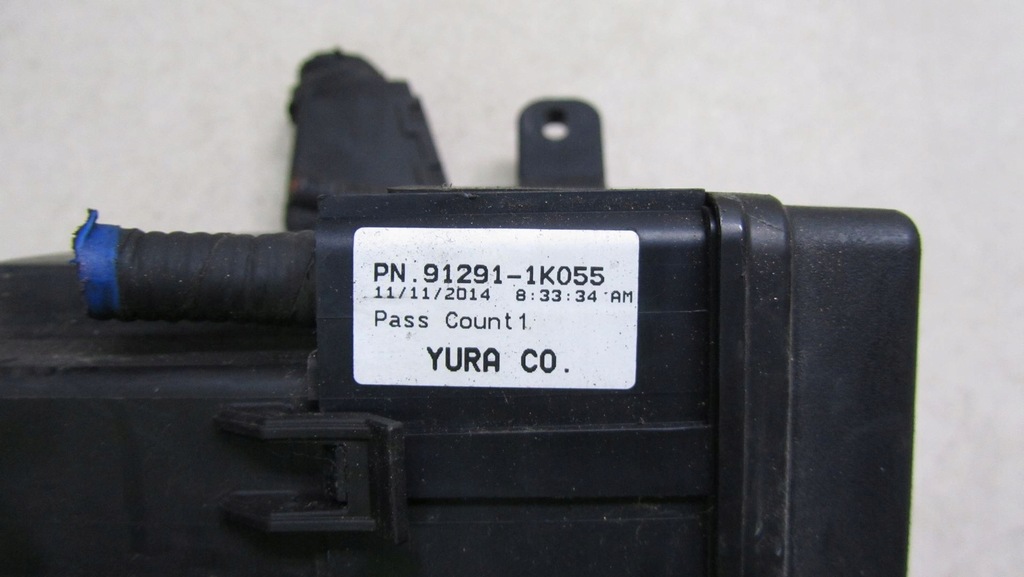 PN.91291-1K055
11/11/2014 8:33:34 AM
Pass Count1
YURA CO.